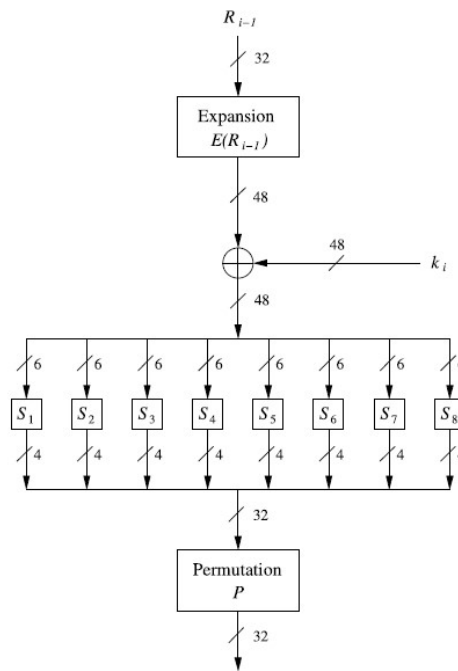 R i−1
32
Expansion
E(R i−1)
48
48
k i
48
6 6 6 6 6 6 6
S1 S2 S3 S4 S5 S6 S7 S8
4 4 4 4 4 4 4
32
Permutation
P
32